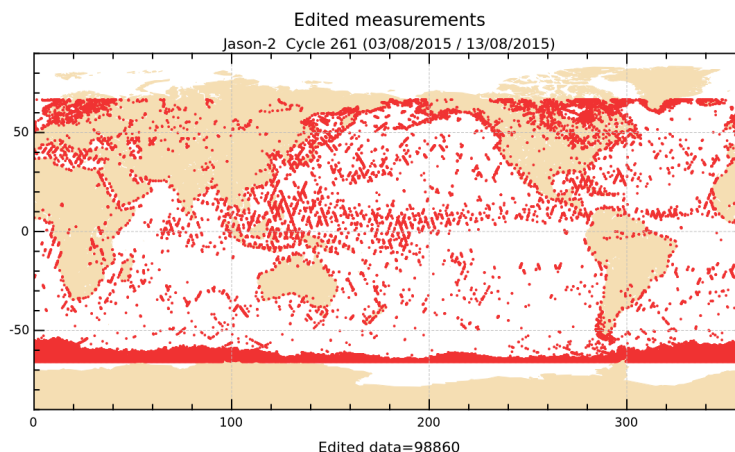 Edited measurements
Jason-2  Cycle 261 (03/08/2015 / 13/08/2015)
50
0
-50
0 100 200 300
Edited data=98860